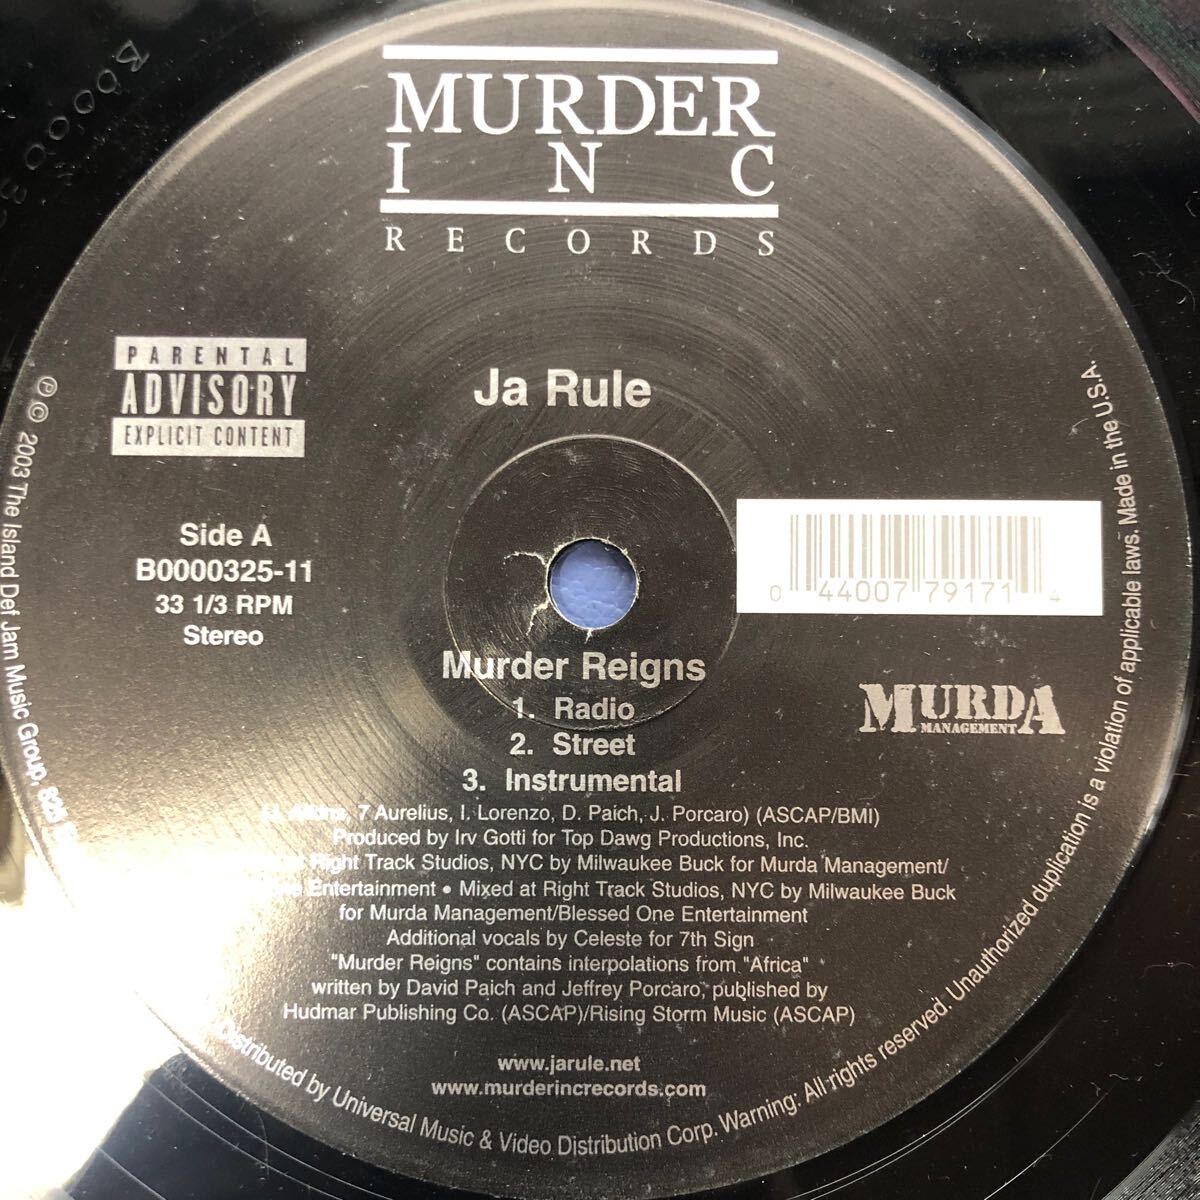 MURDER
INC
RECORDS
PARENTAL
ADVISORY
EXPLICIT CONTENT
Ja Rule
Side A
B0000325-11
33 1/3 RPM
Stereo
0 44007 79171 4
MURDA
MANAGEMENT
Murder Reigns
1. Radio
2. Street
3. Instrumental
7 Aurelius, I. Lorenzo, D. Paich, J. Porcaro) (ASCAP/BMI)
Produced by Irv Gotti for Top Dawg Productions, Inc.
Right Track Studios, NYC by Milwaukee Buck for Murda Management/
Entertainment • Mixed at Right Track Studios, NYC by Milwaukee Buck
for Murda Management/Blessed One Entertainment
Additional vocals by Celeste for 7th Sign
"Murder Reigns" contains interpolations from "Africa"
written by David Paich and Jeffrey Porcaro, published by
Hudmar Publishing Co. (ASCAP)/Rising Storm Music (ASCAP)
www.jarule.net
www.murderincrecords.com
℗ © 2003 The Island Def Jam Music Group, 825
Distributed by Universal Music & Video Distribution Corp. Warning: All rights reserved. Unauthorized duplication is a violation of applicable laws. Made in the U.S.A.